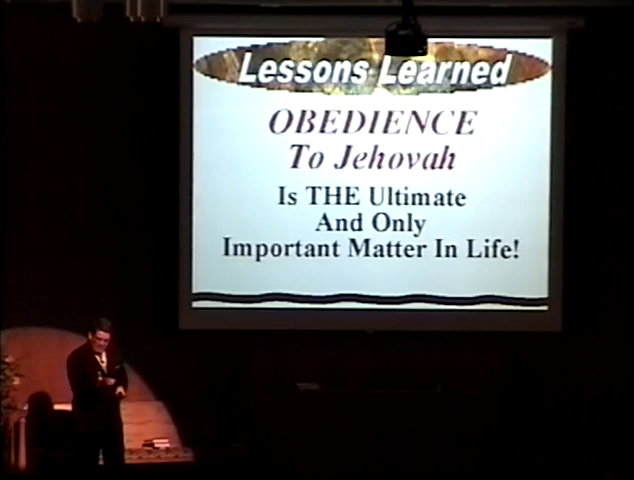 Lessons Learned
OBEDIENCE
To Jehovah
Is THE Ultimate
And Only
Important Matter In Life!